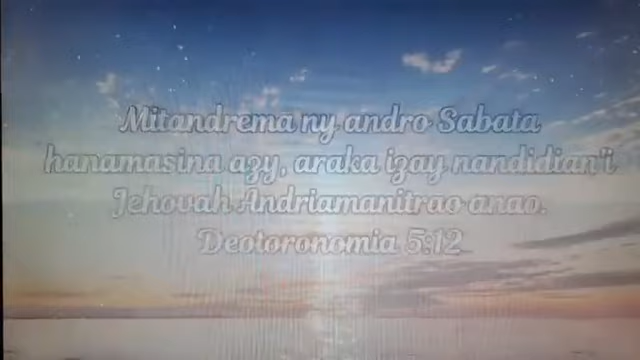 Mitandrema ny andro Sabata
hanamasina azy, araka izay nandidian'i
Jehovah Andriamanitrao anao.
Deotoronomia 5:12